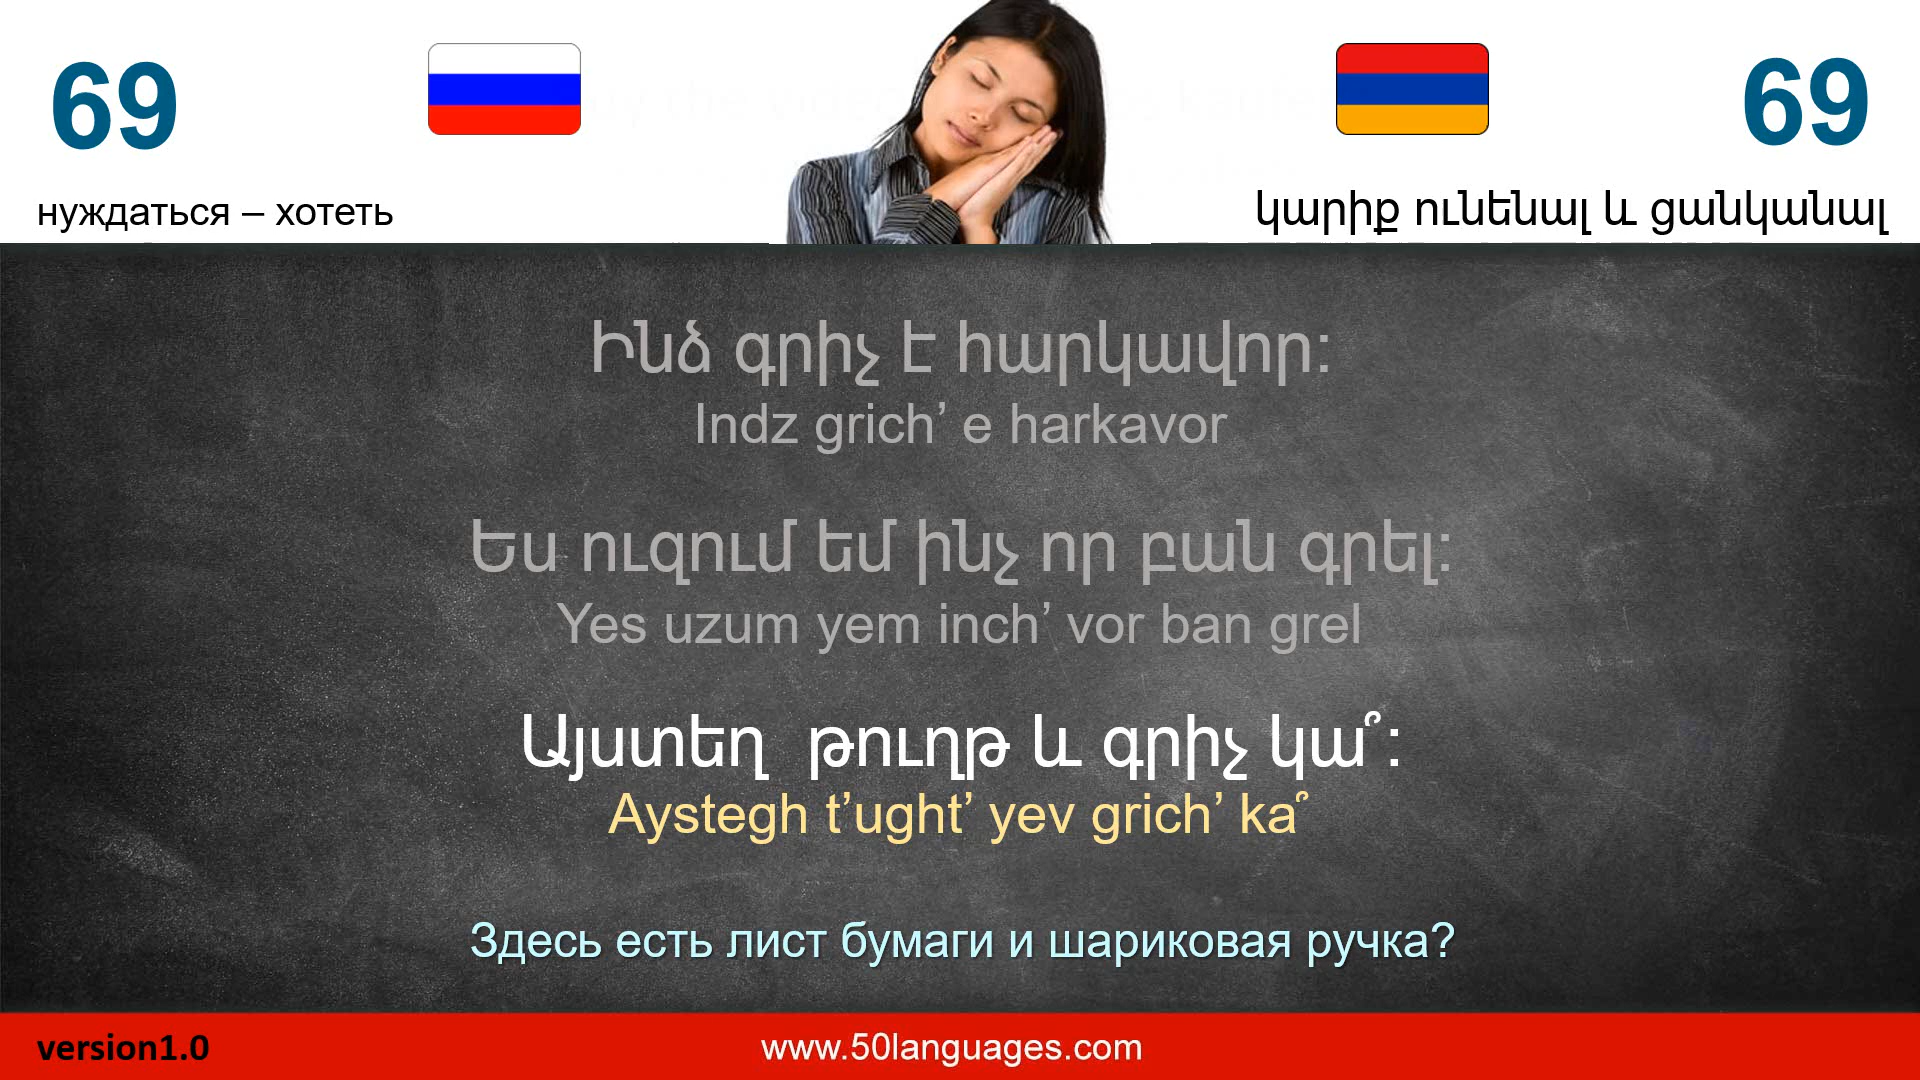 69
69
нуждаться – хотеть
կարիք ունենալ և ցանկանալ
Ինձ գրիչ է հարկավոր:
Indz grich’ e harkavor
Ես ուզում եմ ինչ որ բան գրել:
Yes uzum yem inch’ vor ban grel
Այստեղ  թուղթ և գրիչ կա՞:
Aystegh t’ught’ yev grich’ ka՞
Здесь есть лист бумаги и шариковая ручка?
version1.0
www.50languages.com